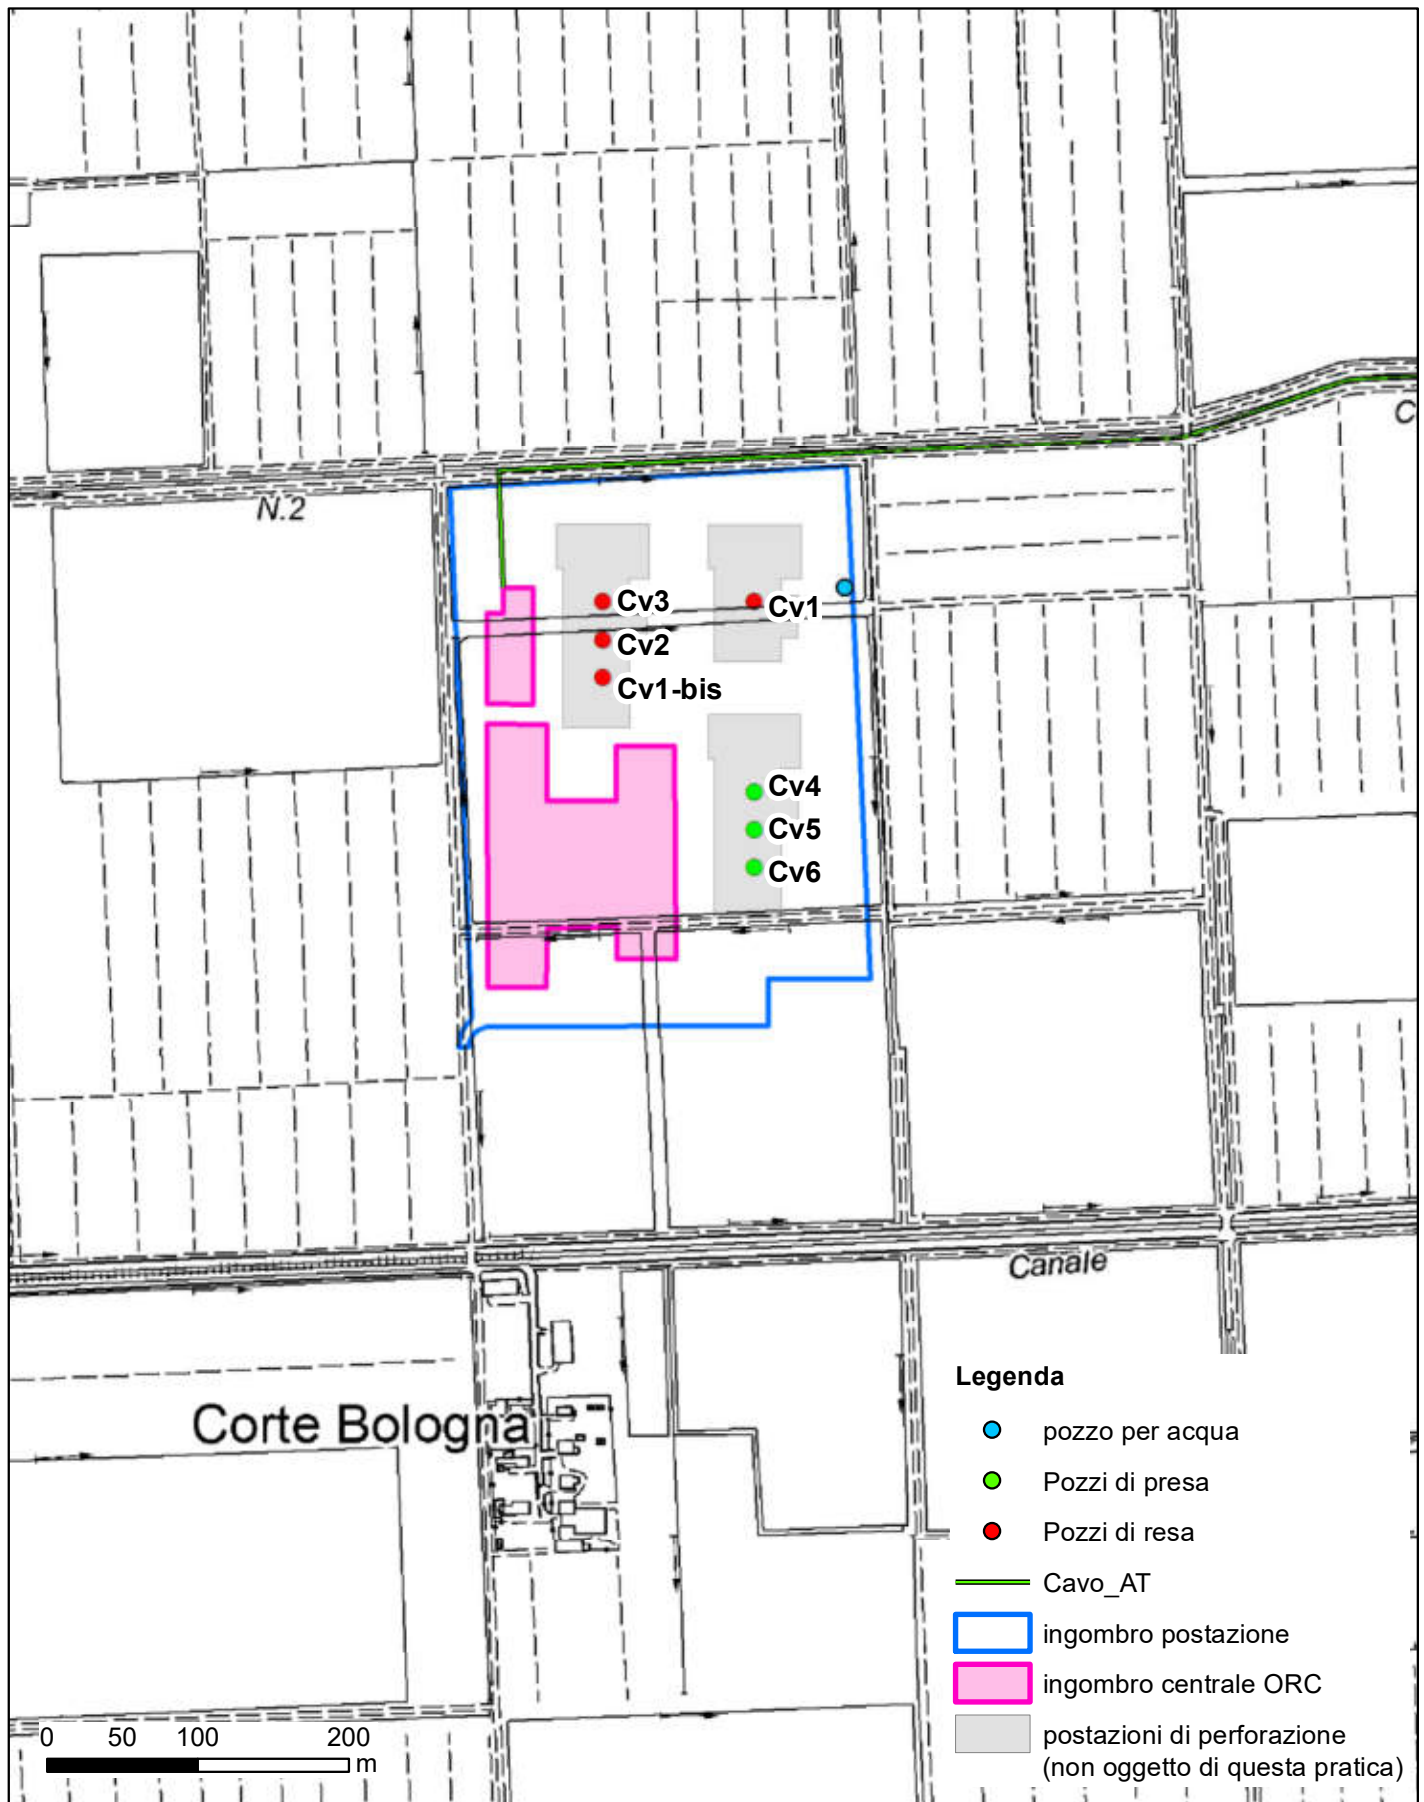 C
N.2
Cv3
Cv1
Cv2
Cv1-bis
Cv4
Cv5
Cv6
Canale
Corte Bologna
Legenda
pozzo per acqua
Pozzi di presa
Pozzi di resa
Cavo_AT
ingombro postazione
ingombro centrale ORC
postazioni di perforazione
(non oggetto di questa pratica)
0 50 100 200
m